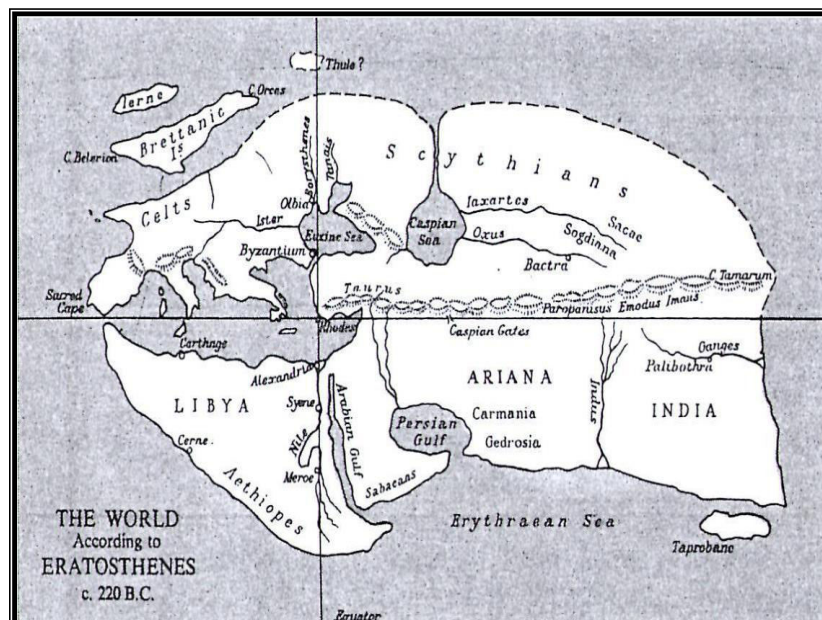 Thule?
Ierne
C. Orces
Brettanic
Is
C. Belerion
Scythians
Borysthenes
Tanais
Celts
Olbia
Ister
Euxine Sea
Caspian
Sea
Iaxartes
Sacae
Oxus
Sogdiana
Byzantium
Bactra
Sacred
Cape
Taurus
C. Tamarum
Paropanisus Emodus Imaus
Rhodes
Caspian Gates
Carthage
Ganges
Palibothra
Alexandria
ARIANA
LIBYA
Syene
Arabian Gulf
Persian
Gulf
Carmania
Gedrosia
Indus
INDIA
Cerne.
Nile
Meroe
Sabaeans
Aethiopes
Erythraean Sea
Taprobane
THE WORLD
According to
ERATOSTHENES
c. 220 B.C.
Equator